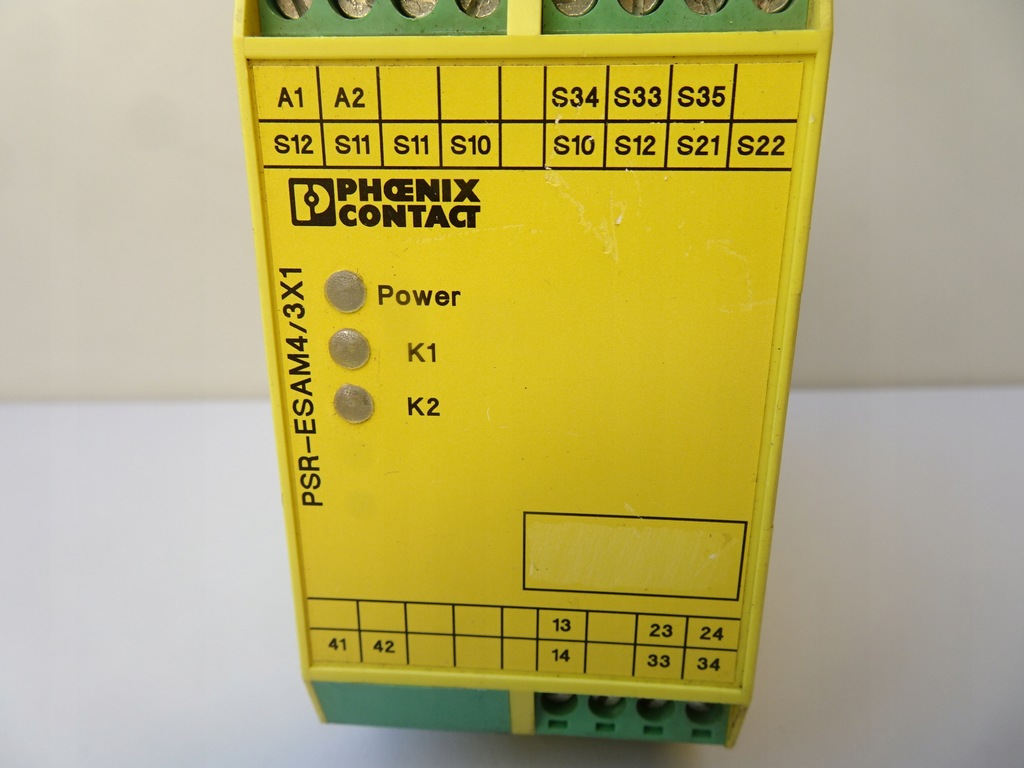 A1 A2 S34 S33 S35
S12 S11 S11 S10 S10 S12 S21 S22
PHŒNIX
CONTACT
PSR-ESAM4/3X1
Power
K1
K2
13 23 24
41 42 14 33 34